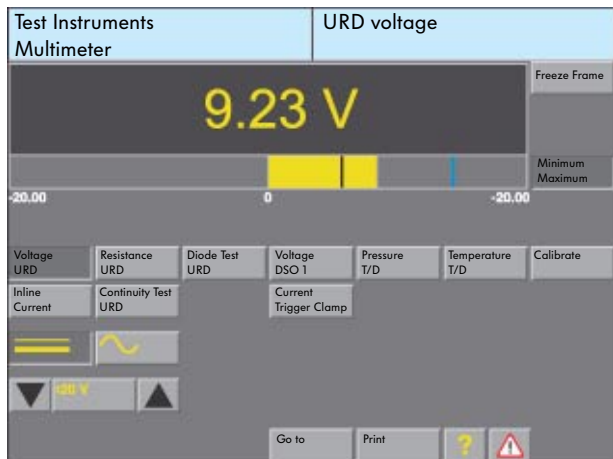 Test Instruments
Multimeter
URD voltage
Freeze Frame
9.23 V
Minimum
Maximum
-20.00
0
-20.00
Voltage
URD
Resistance
URD
Diode Test
URD
Voltage
DSO 1
Pressure
T/D
Temperature
T/D
Calibrate
Inline
Current
Continuity Test
URD
Current
Trigger Clamp
Go to
Print
?